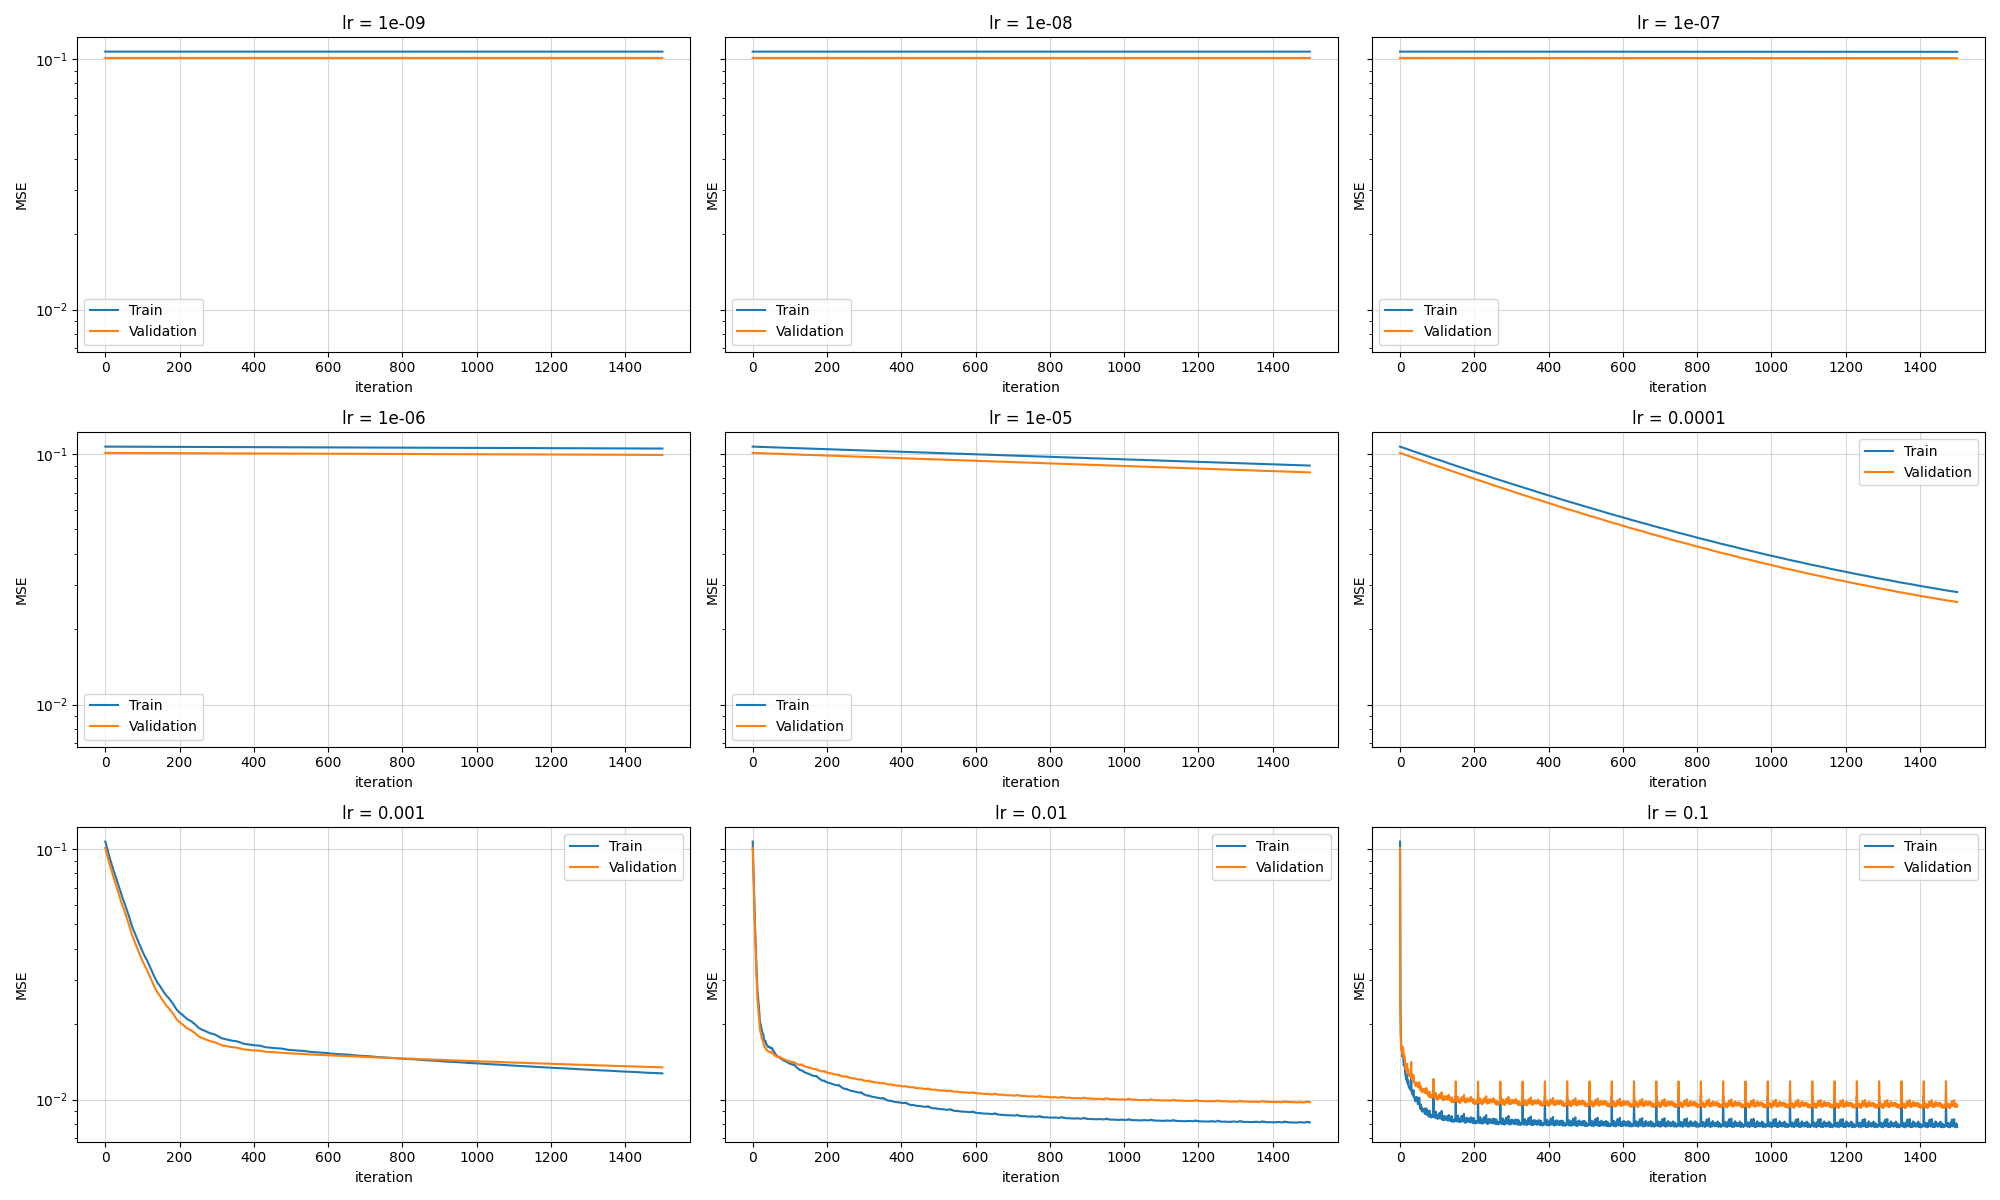 lr = 1e-09
MSE
10⁻¹
10⁻²
Train
Validation
0 200 400 600 800 1000 1200 1400
iteration
lr = 1e-08
MSE
Train
Validation
0 200 400 600 800 1000 1200 1400
iteration
lr = 1e-07
MSE
Train
Validation
0 200 400 600 800 1000 1200 1400
iteration
lr = 1e-06
MSE
10⁻¹
10⁻²
Train
Validation
0 200 400 600 800 1000 1200 1400
iteration
lr = 1e-05
MSE
Train
Validation
0 200 400 600 800 1000 1200 1400
iteration
lr = 0.0001
MSE
Train
Validation
0 200 400 600 800 1000 1200 1400
iteration
lr = 0.001
MSE
10⁻¹
10⁻²
Train
Validation
0 200 400 600 800 1000 1200 1400
iteration
lr = 0.01
MSE
Train
Validation
0 200 400 600 800 1000 1200 1400
iteration
lr = 0.1
MSE
Train
Validation
0 200 400 600 800 1000 1200 1400
iteration